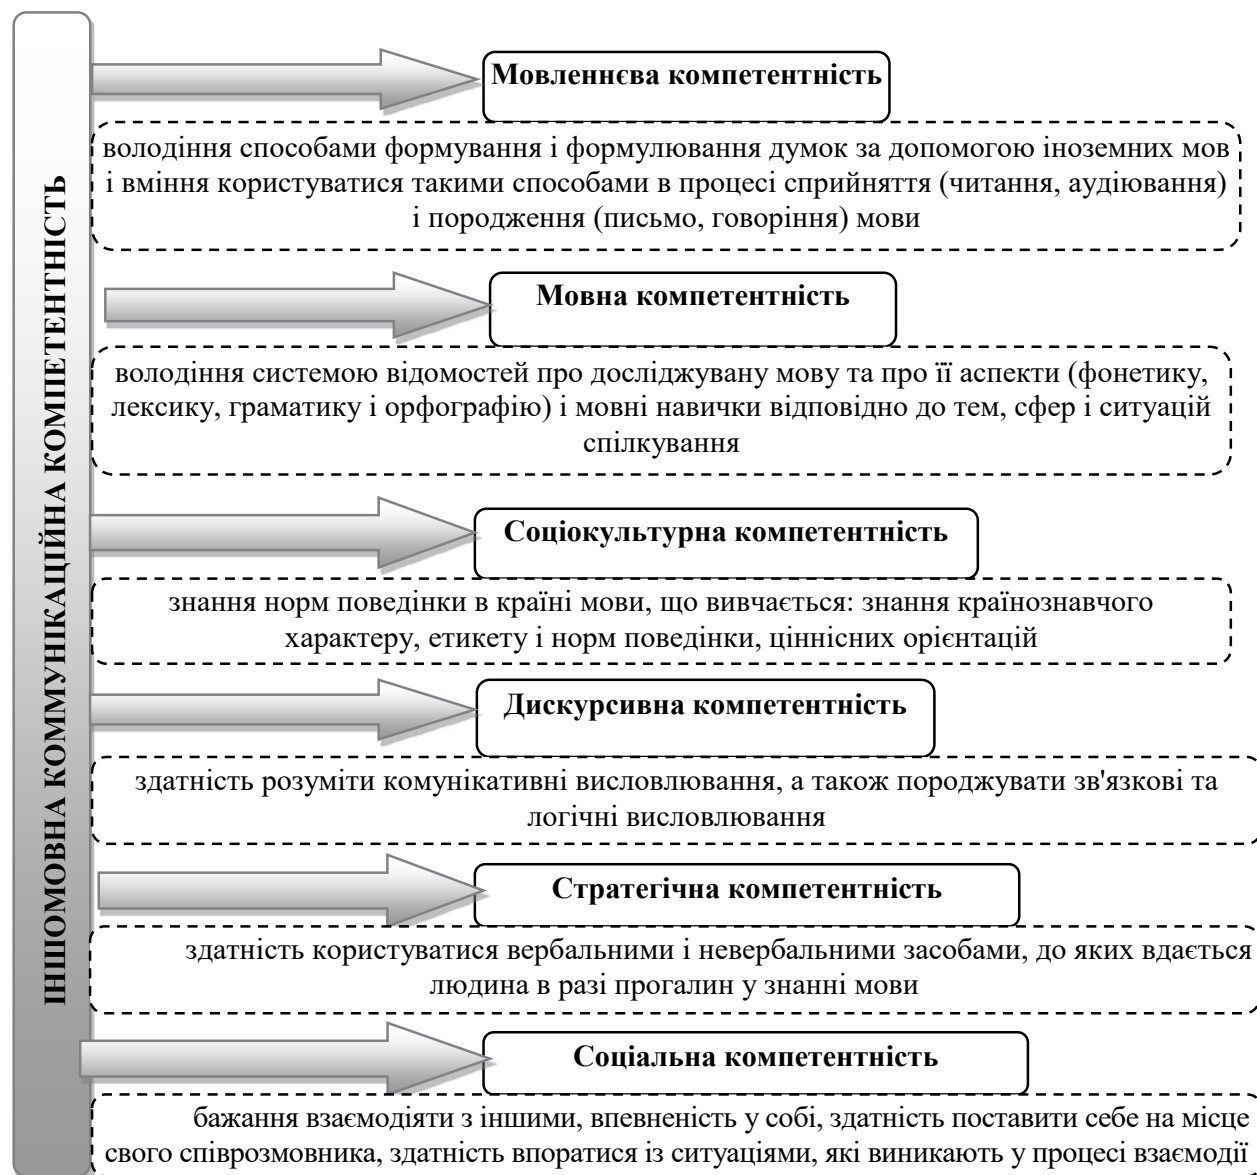 ІНШОМОВНА КОММУНІКАЦІЙНА КОМПЕТЕНТНІСТЬ
Мовленнєва компетентність
володіння способами формування і формулювання думок за допомогою іноземних мов
і вміння користуватися такими способами в процесі сприйняття (читання, аудіювання)
і породження (письмо, говоріння) мови
Мовна компетентність
володіння системою відомостей про досліджувану мову та про її аспекти (фонетику,
лексику, граматику і орфографію) і мовні навички відповідно до тем, сфер і ситуацій
спілкування
Соціокультурна компетентність
знання норм поведінки в країні мови, що вивчається: знання країнознавчого
характеру, етикету і норм поведінки, ціннісних орієнтацій
Дискурсивна компетентність
здатність розуміти комунікативні висловлювання, а також породжувати зв'язкові та
логічні висловлювання
Стратегічна компетентність
здатність користуватися вербальними і невербальними засобами, до яких вдається
людина в разі прогалин у знанні мови
Соціальна компетентність
бажання взаємодіяти з іншими, впевненість у собі, здатність поставити себе на місце
свого співрозмовника, здатність впоратися із ситуаціями, які виникають у процесі взаємодії